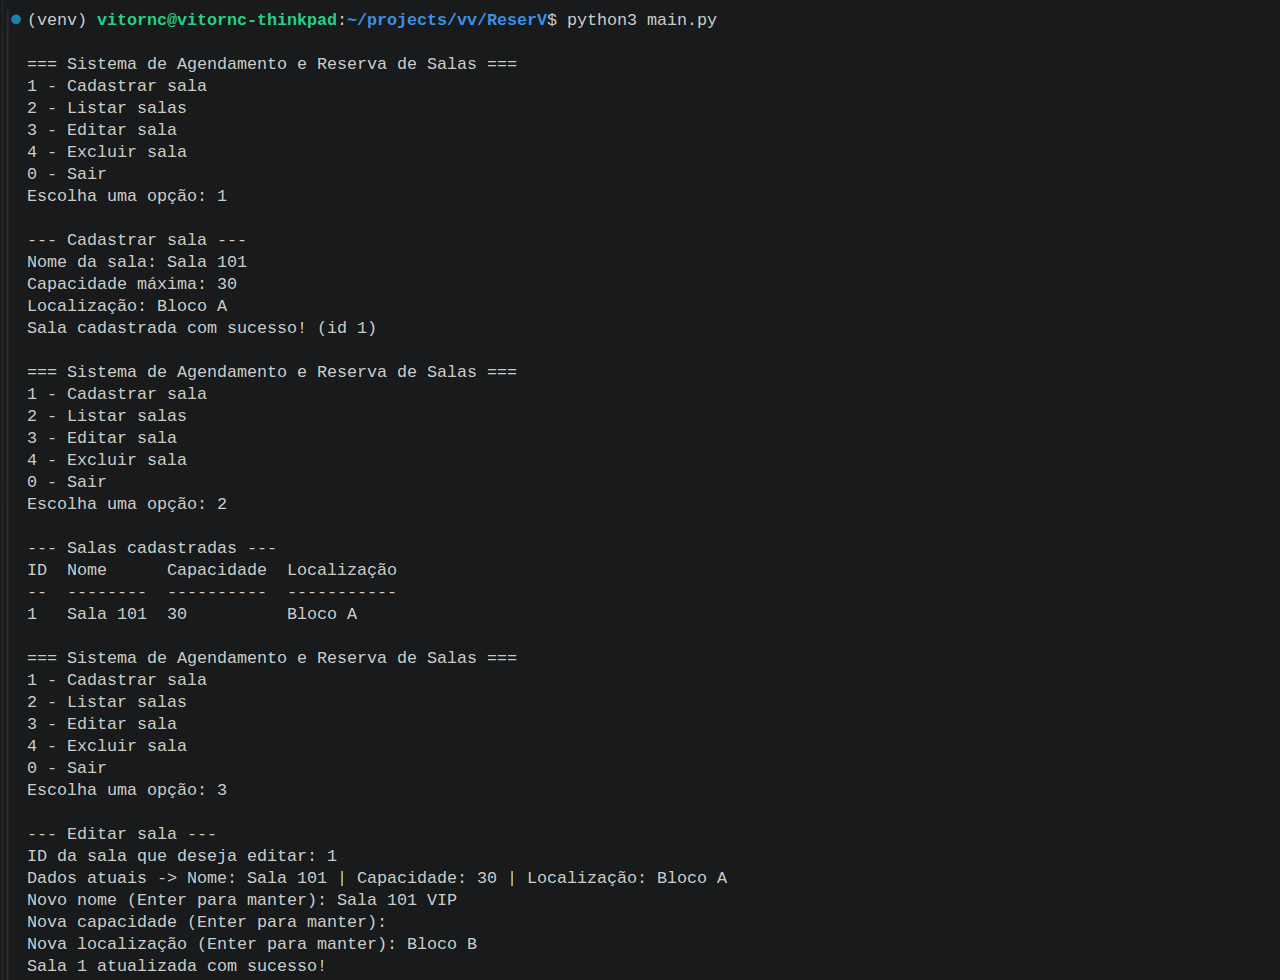 (venv) vitornc@vitornc-thinkpad:~/projects/vv/ReserV$ python3 main.py
=== Sistema de Agendamento e Reserva de Salas ===
1 - Cadastrar sala
2 - Listar salas
3 - Editar sala
4 - Excluir sala
0 - Sair
Escolha uma opção: 1
--- Cadastrar sala ---
Nome da sala: Sala 101
Capacidade máxima: 30
Localização: Bloco A
Sala cadastrada com sucesso! (id 1)
=== Sistema de Agendamento e Reserva de Salas ===
1 - Cadastrar sala
2 - Listar salas
3 - Editar sala
4 - Excluir sala
0 - Sair
Escolha uma opção: 2
--- Salas cadastradas ---
ID  Nome      Capacidade  Localização
--  --------  ----------  -----------
1   Sala 101  30          Bloco A
=== Sistema de Agendamento e Reserva de Salas ===
1 - Cadastrar sala
2 - Listar salas
3 - Editar sala
4 - Excluir sala
0 - Sair
Escolha uma opção: 3
--- Editar sala ---
ID da sala que deseja editar: 1
Dados atuais -> Nome: Sala 101 | Capacidade: 30 | Localização: Bloco A
Novo nome (Enter para manter): Sala 101 VIP
Nova capacidade (Enter para manter):
Nova localização (Enter para manter): Bloco B
Sala 1 atualizada com sucesso!